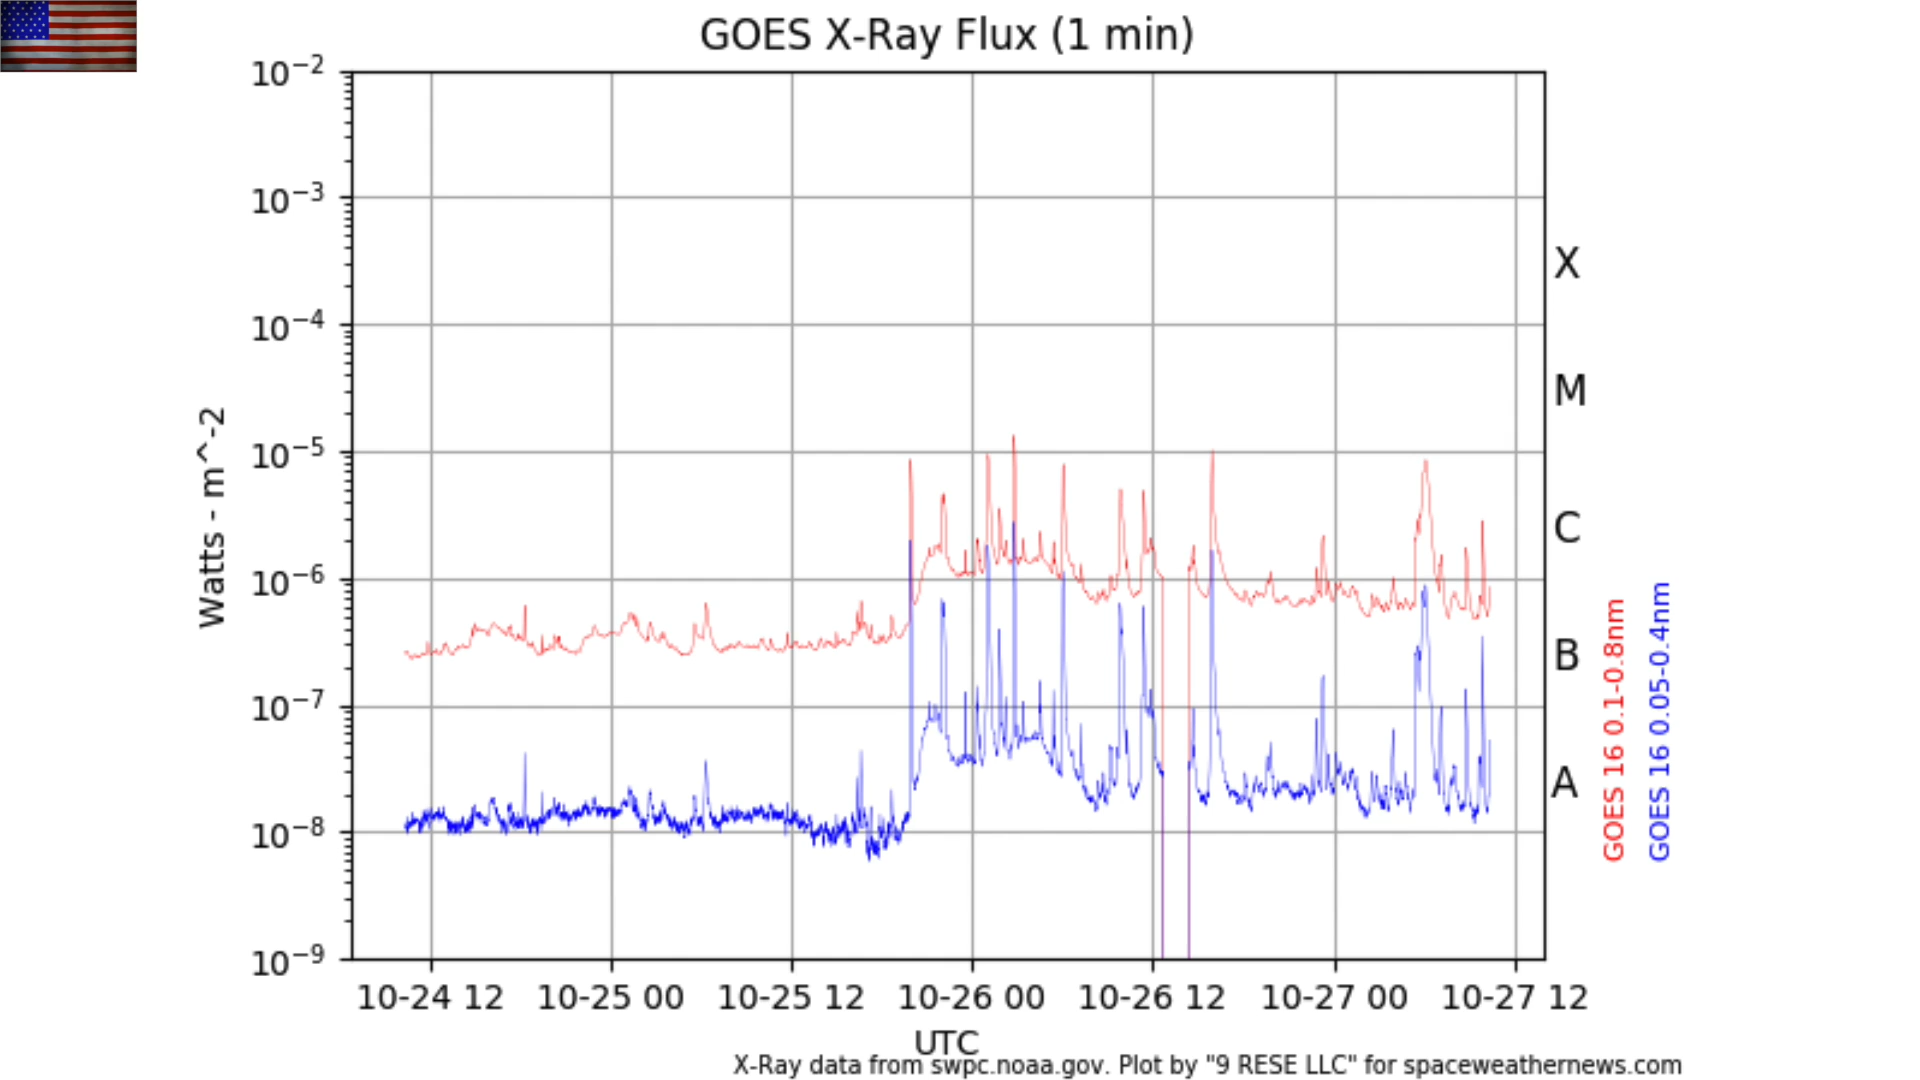 GOES X-Ray Flux (1 min)
10⁻²
10⁻³
10⁻⁴
10⁻⁵
10⁻⁶
10⁻⁷
10⁻⁸
10⁻⁹
Watts - m^-2
X
M
C
B
A
GOES 16 0.1-0.8nm
GOES 16 0.05-0.4nm
10-24 12
10-25 00
10-25 12
10-26 00
10-26 12
10-27 00
10-27 12
UTC
X-Ray data from swpc.noaa.gov. Plot by "9 RESE LLC" for spaceweathernews.com